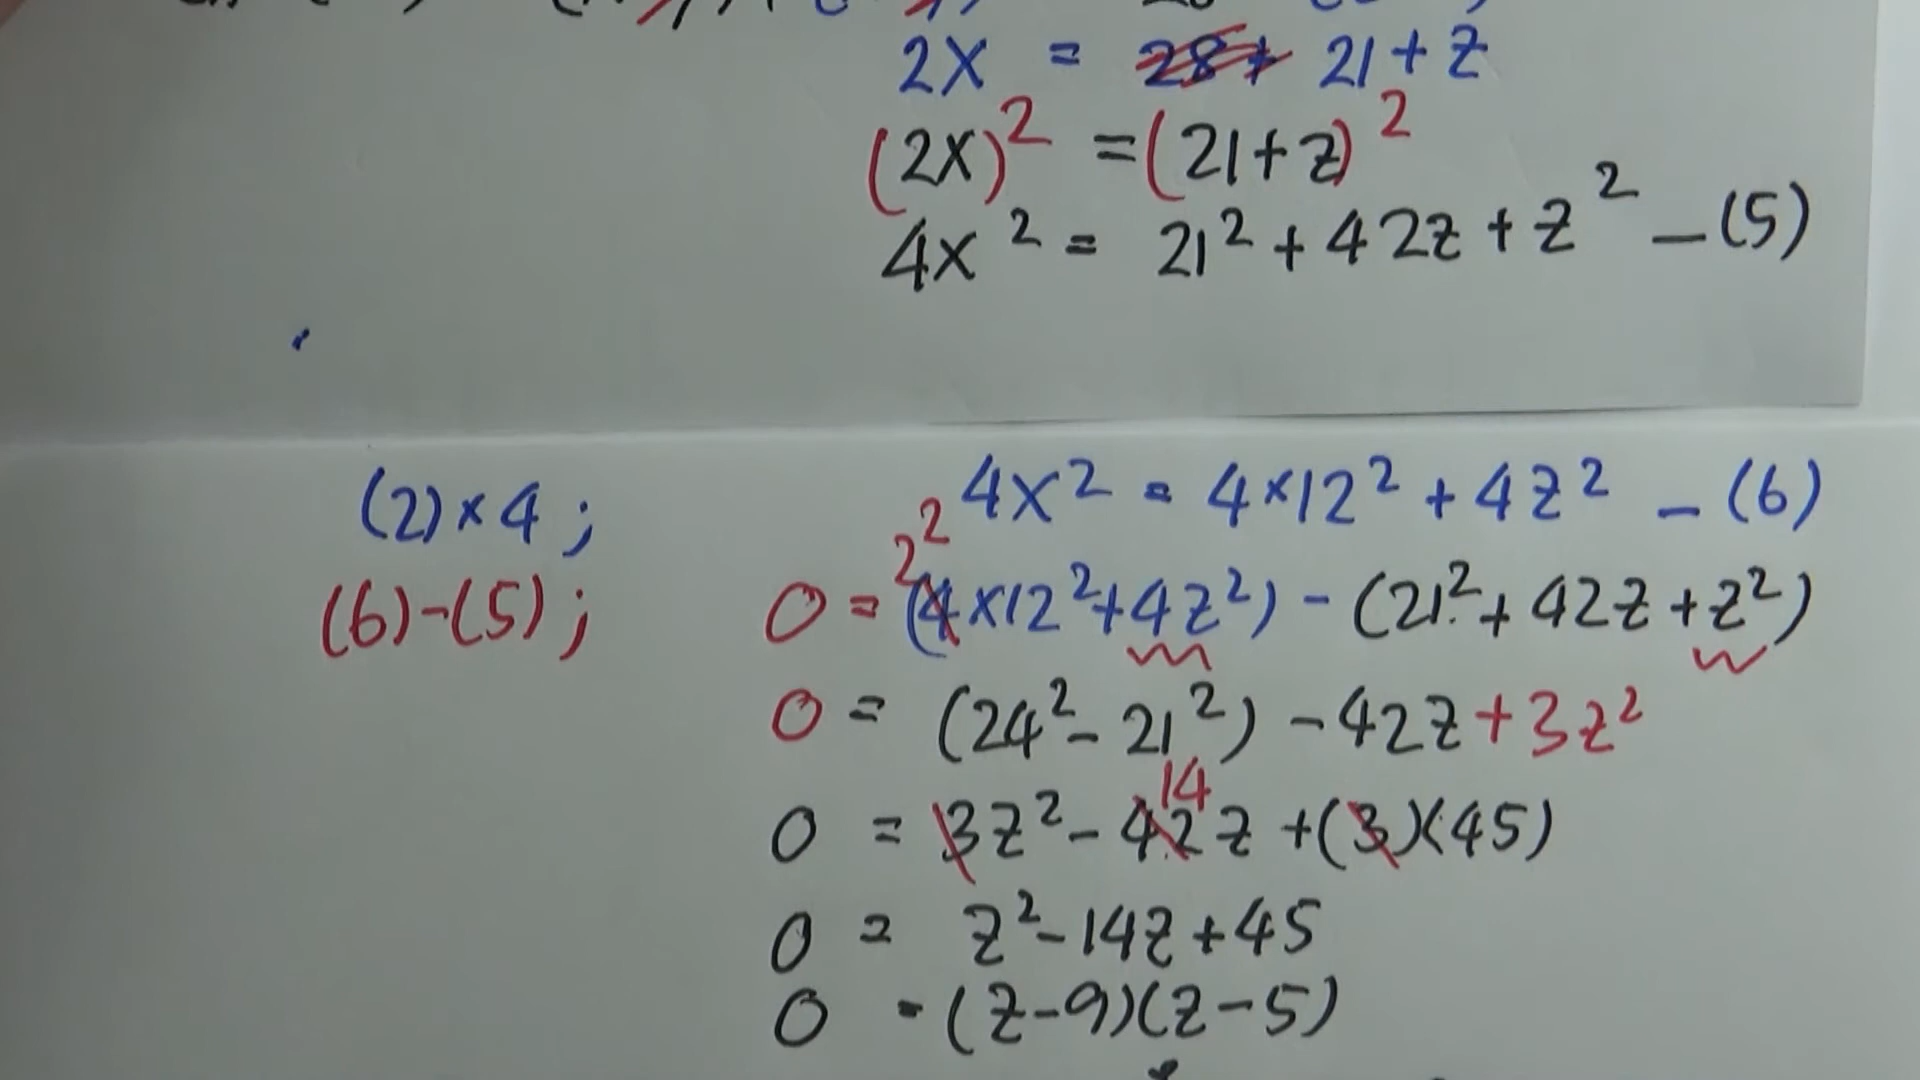 2x = 21 + z
(2x)² = (21 + z)²
4x² = 21² + 42z + z² — (5)
(2) × 4 ; 4x² = 4×12² + 4z² — (6)
2²
(6)-(5) ; 0 = (4×12² + 4z²) - (21² + 42z + z²)
0 = (24² - 21²) - 42z + 3z²
14
0 = 3z² - 42z + (3)(45)
0 = z² - 14z + 45
0 = (z-9)(z-5)